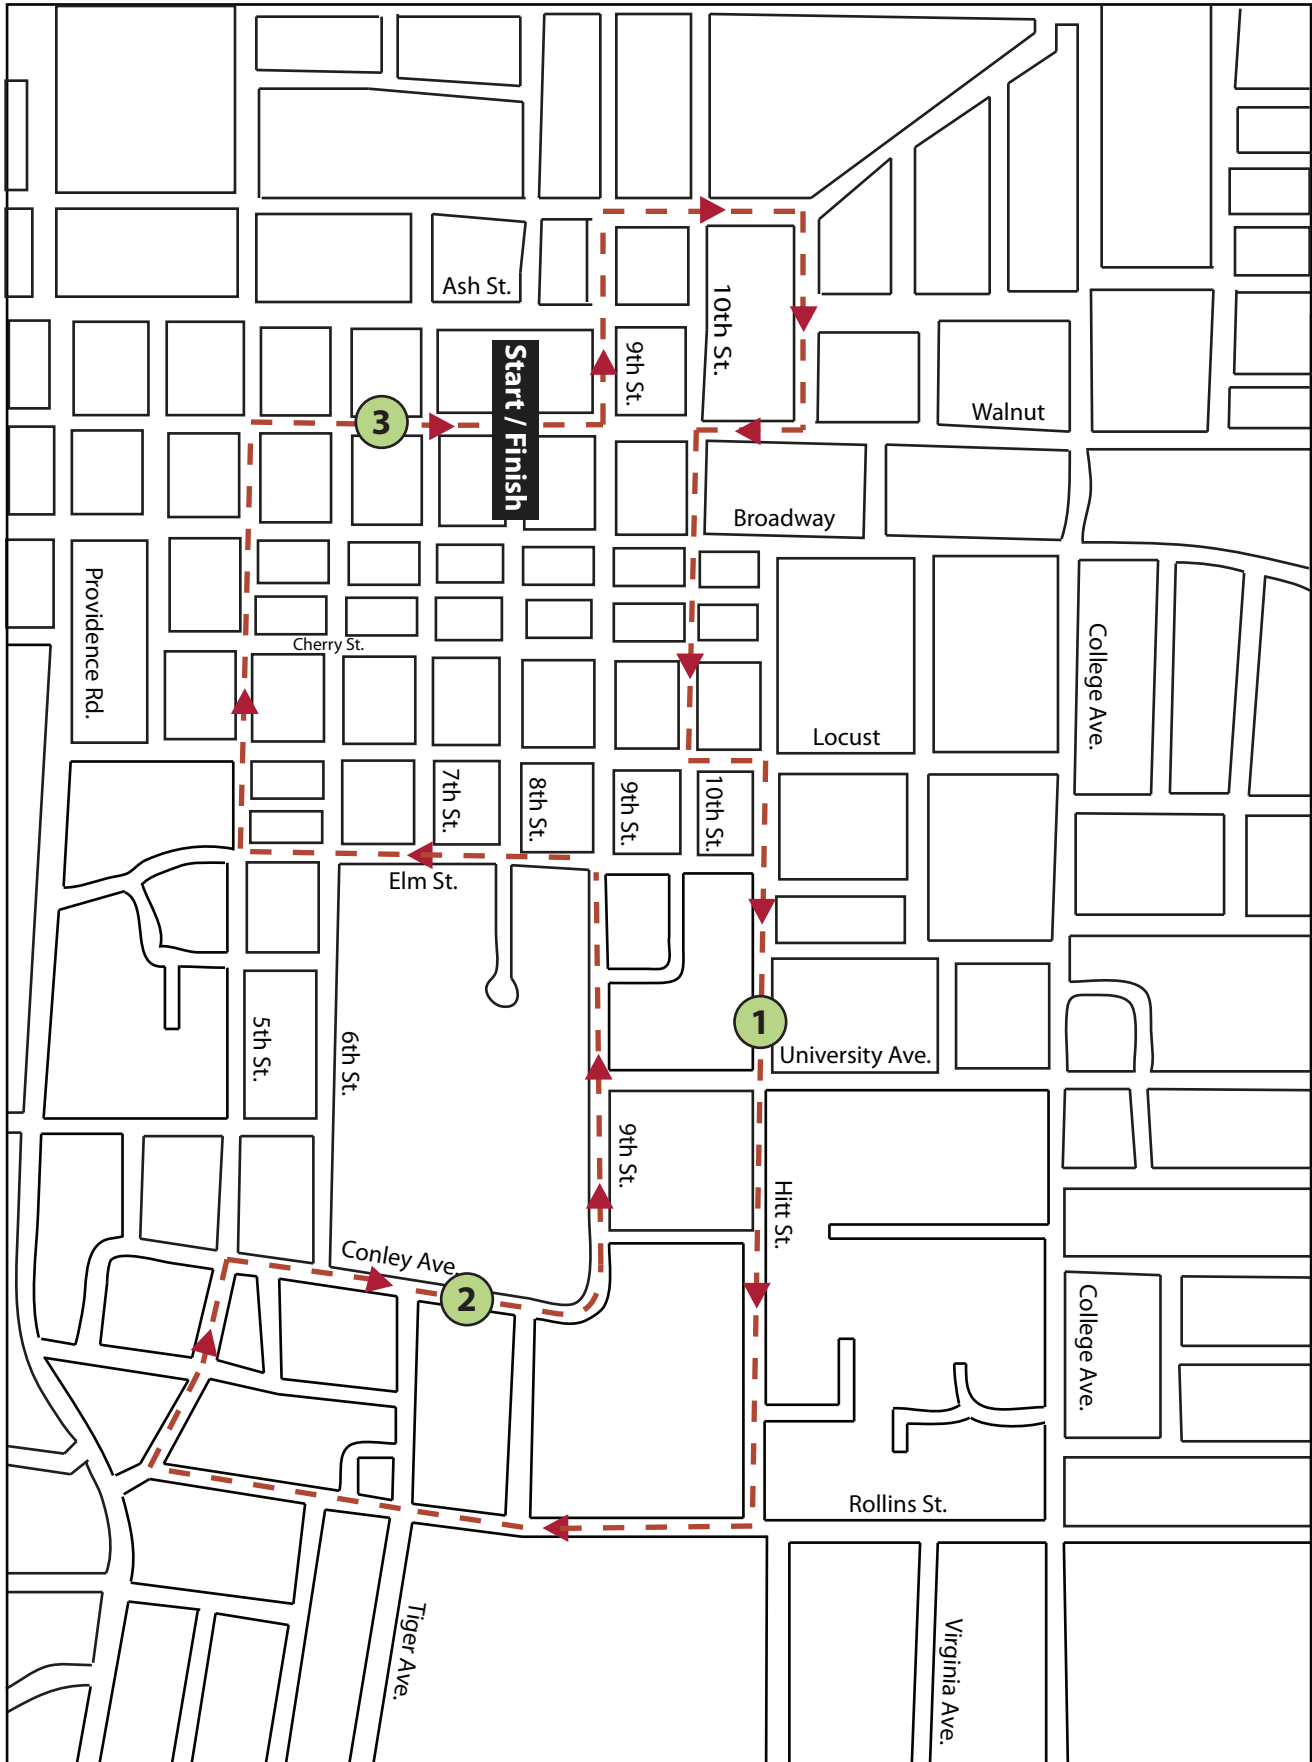 Ash St.
10th St.
9th St.
Start / Finish
3
Walnut
Broadway
Providence Rd.
Cherry St.
College Ave.
Locust
7th St.
8th St.
9th St.
10th St.
Elm St.
1
University Ave.
5th St.
6th St.
9th St.
Hitt St.
Conley Ave.
2
College Ave.
Rollins St.
Tiger Ave.
Virginia Ave.